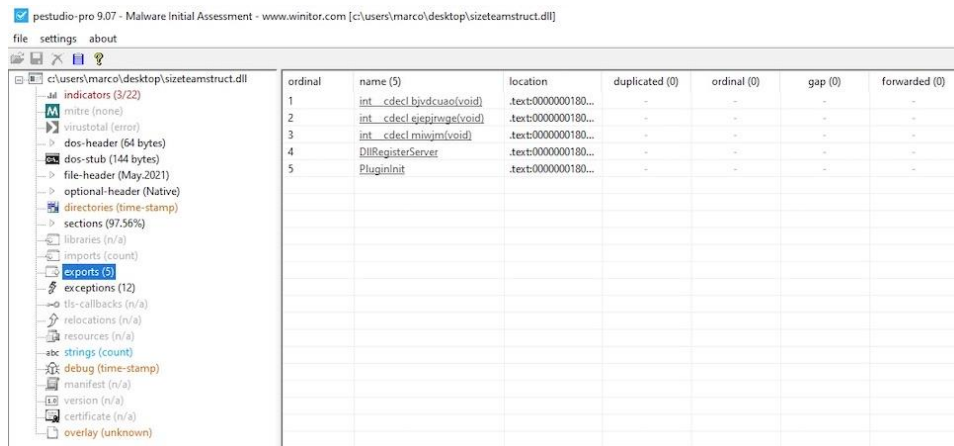 pestudio-pro 9.07 - Malware Initial Assessment - www.winitor.com [c:\users\marco\desktop\sizeteamstruct.dll]
file settings about
c:\users\marco\desktop\sizeteamstruct.dll
indicators (3/22)
mitre (none)
virustotal (error)
dos-header (64 bytes)
dos-stub (144 bytes)
file-header (May.2021)
optional-header (Native)
directories (time-stamp)
sections (97.56%)
libraries (n/a)
imports (count)
exports (5)
exceptions (12)
tls-callbacks (n/a)
relocations (n/a)
resources (n/a)
abc strings (count)
debug (time-stamp)
manifest (n/a)
1.0 version (n/a)
certificate (n/a)
overlay (unknown)
ordinal name (5) location duplicated (0) ordinal (0) gap (0) forwarded (0)
1 int __cdecl bjvdcuao(void) .text:0000000180... - - - -
2 int __cdecl ejepjrwge(void) .text:0000000180... - - - -
3 int __cdecl miwjm(void) .text:0000000180... - - - -
4 DllRegisterServer .text:0000000180... - - - -
5 PluginInit .text:0000000180... - - - -